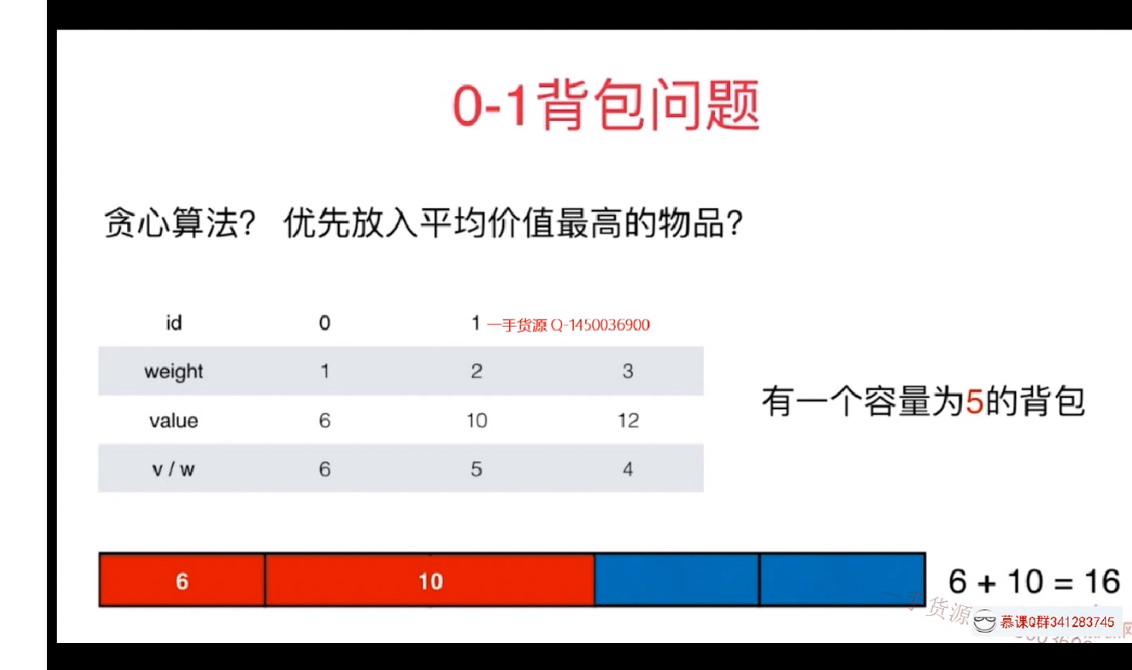 0-1背包问题
贪心算法? 优先放入平均价值最高的物品?
id 0 1 一手货源 Q-1450036900
weight 1 2 3
value 6 10 12
v / w 6 5 4
有一个容量为5的背包
6 10
6 + 10 = 16
一手货源
慕课Q群341283745